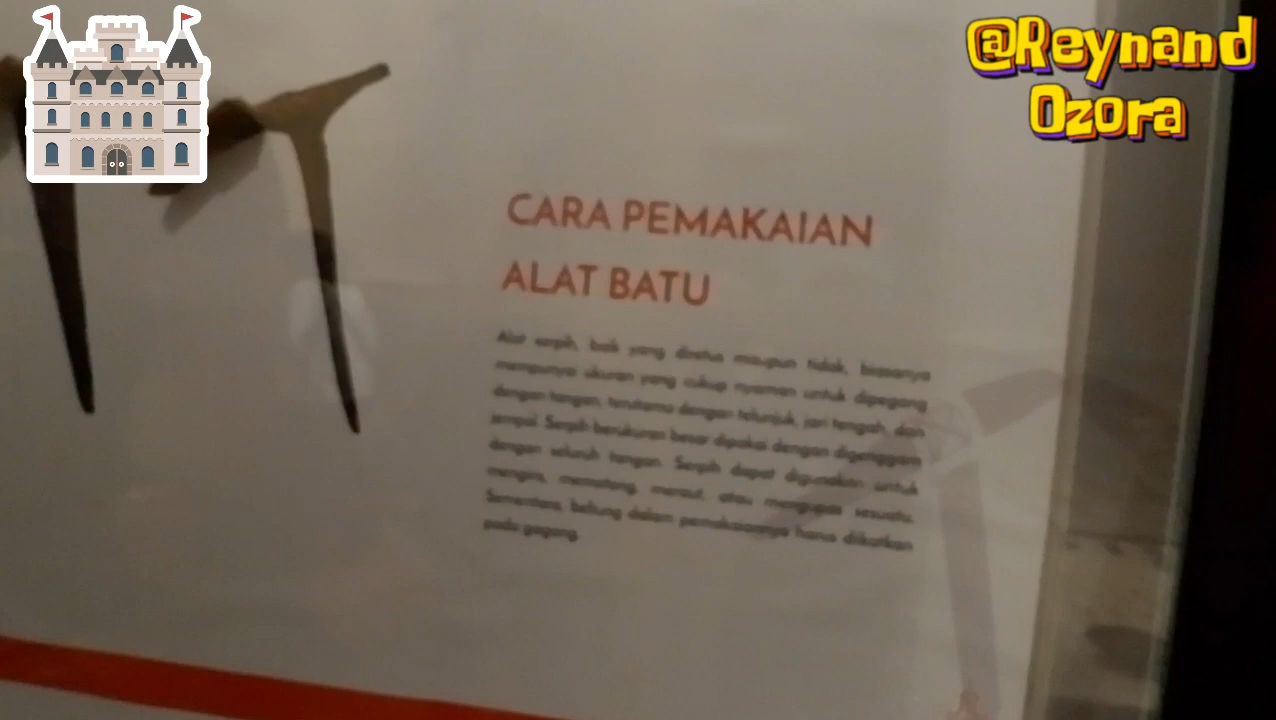 @Reynand
Ozora
CARA PEMAKAIAN
ALAT BATU
Alat serpih, baik yang diretus maupun tidak, biasanya
mempunyai ukuran yang cukup nyaman untuk dipegang
dengan tangan, terutama dengan telunjuk, jari tengah, dan
jempol. Serpih berukuran besar dipakai dengan digenggam
dengan seluruh tangan. Serpih dapat digunakan untuk
mengiris, memotong, meraut, atau mengupas sesuatu.
Sementara, beliung dalam pemakaiannya harus diikatkan
pada gagang.